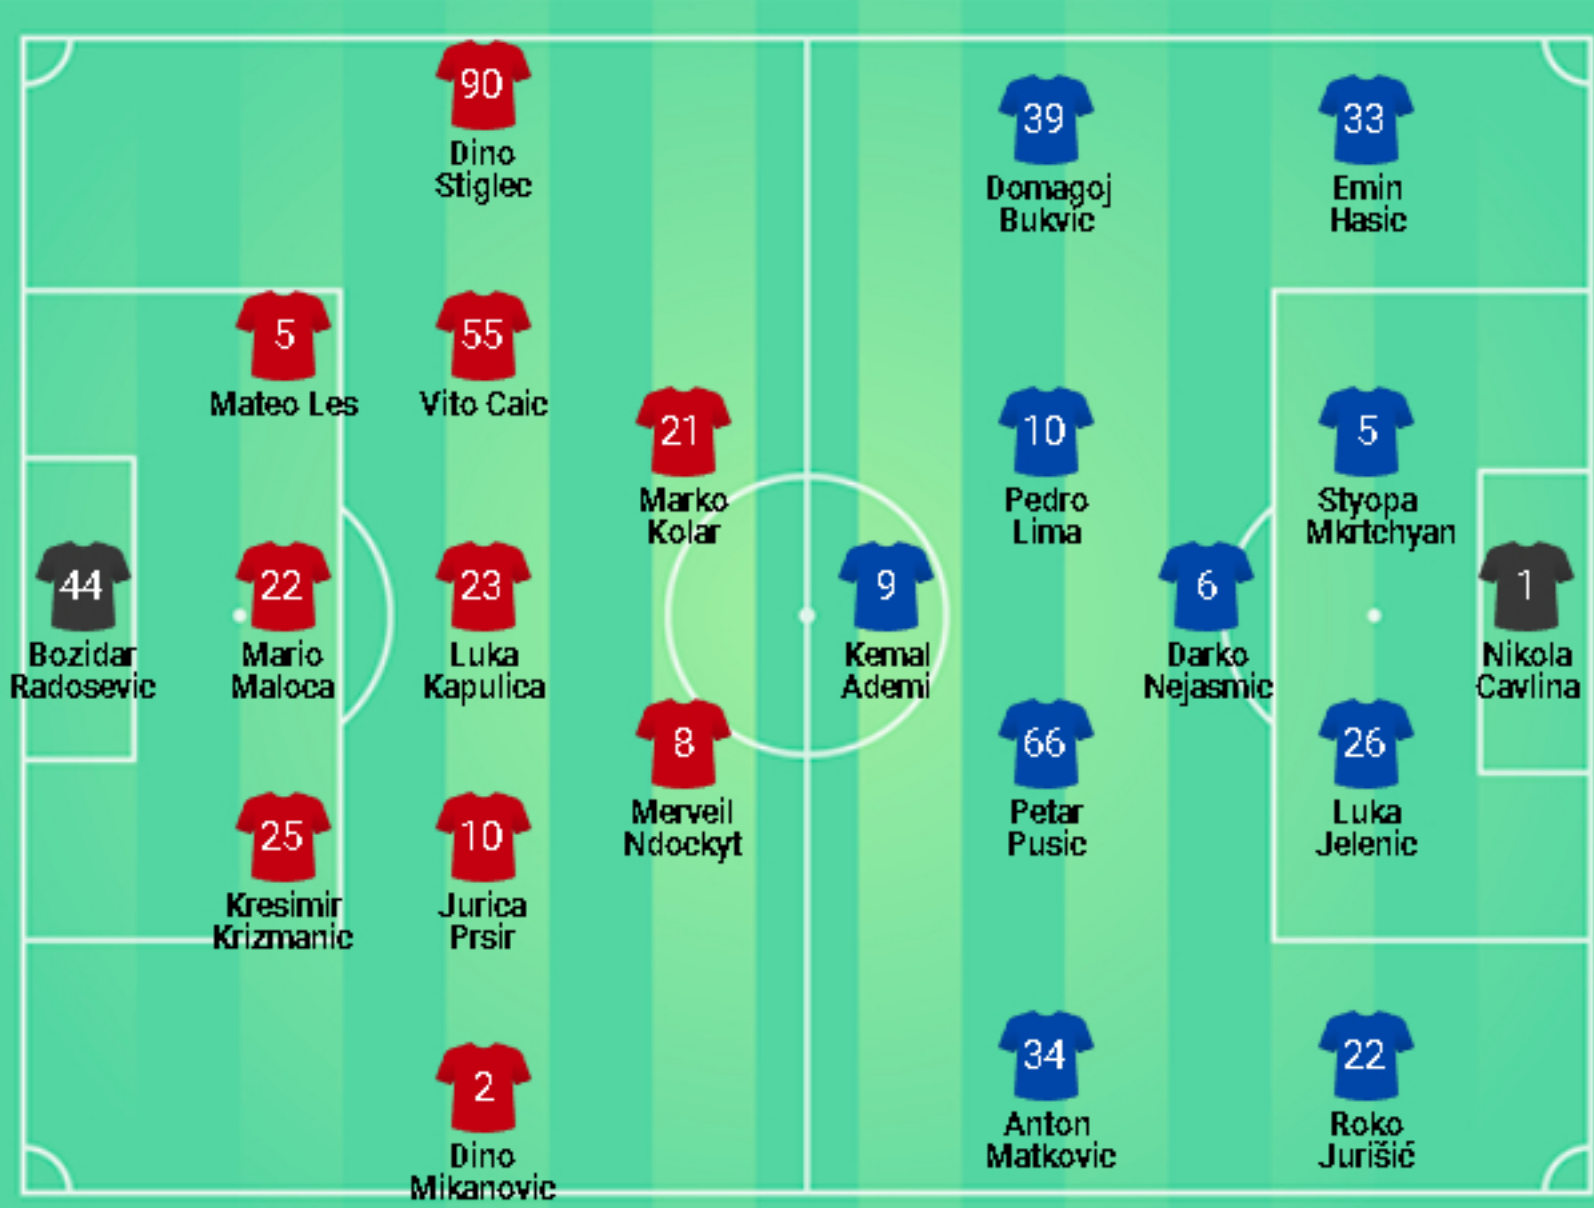 90
Dino
Stiglec
39
Domagoj
Bukvic
33
Emin
Hasic
5
Mateo Les
55
Vito Caic
21
Marko
Kolar
10
Pedro
Lima
5
Styopa
Mkrtchyan
44
Bozidar
Radosevic
22
Mario
Maloca
23
Luka
Kapulica
9
Kemal
Ademi
6
Darko
Nejasmic
1
Nikola
Cavlina
8
Merveil
Ndockyt
66
Petar
Pusic
26
Luka
Jelenic
25
Kresimir
Krizmanic
10
Jurica
Prsir
2
Dino
Mikanovic
34
Anton
Matkovic
22
Roko
Jurišić